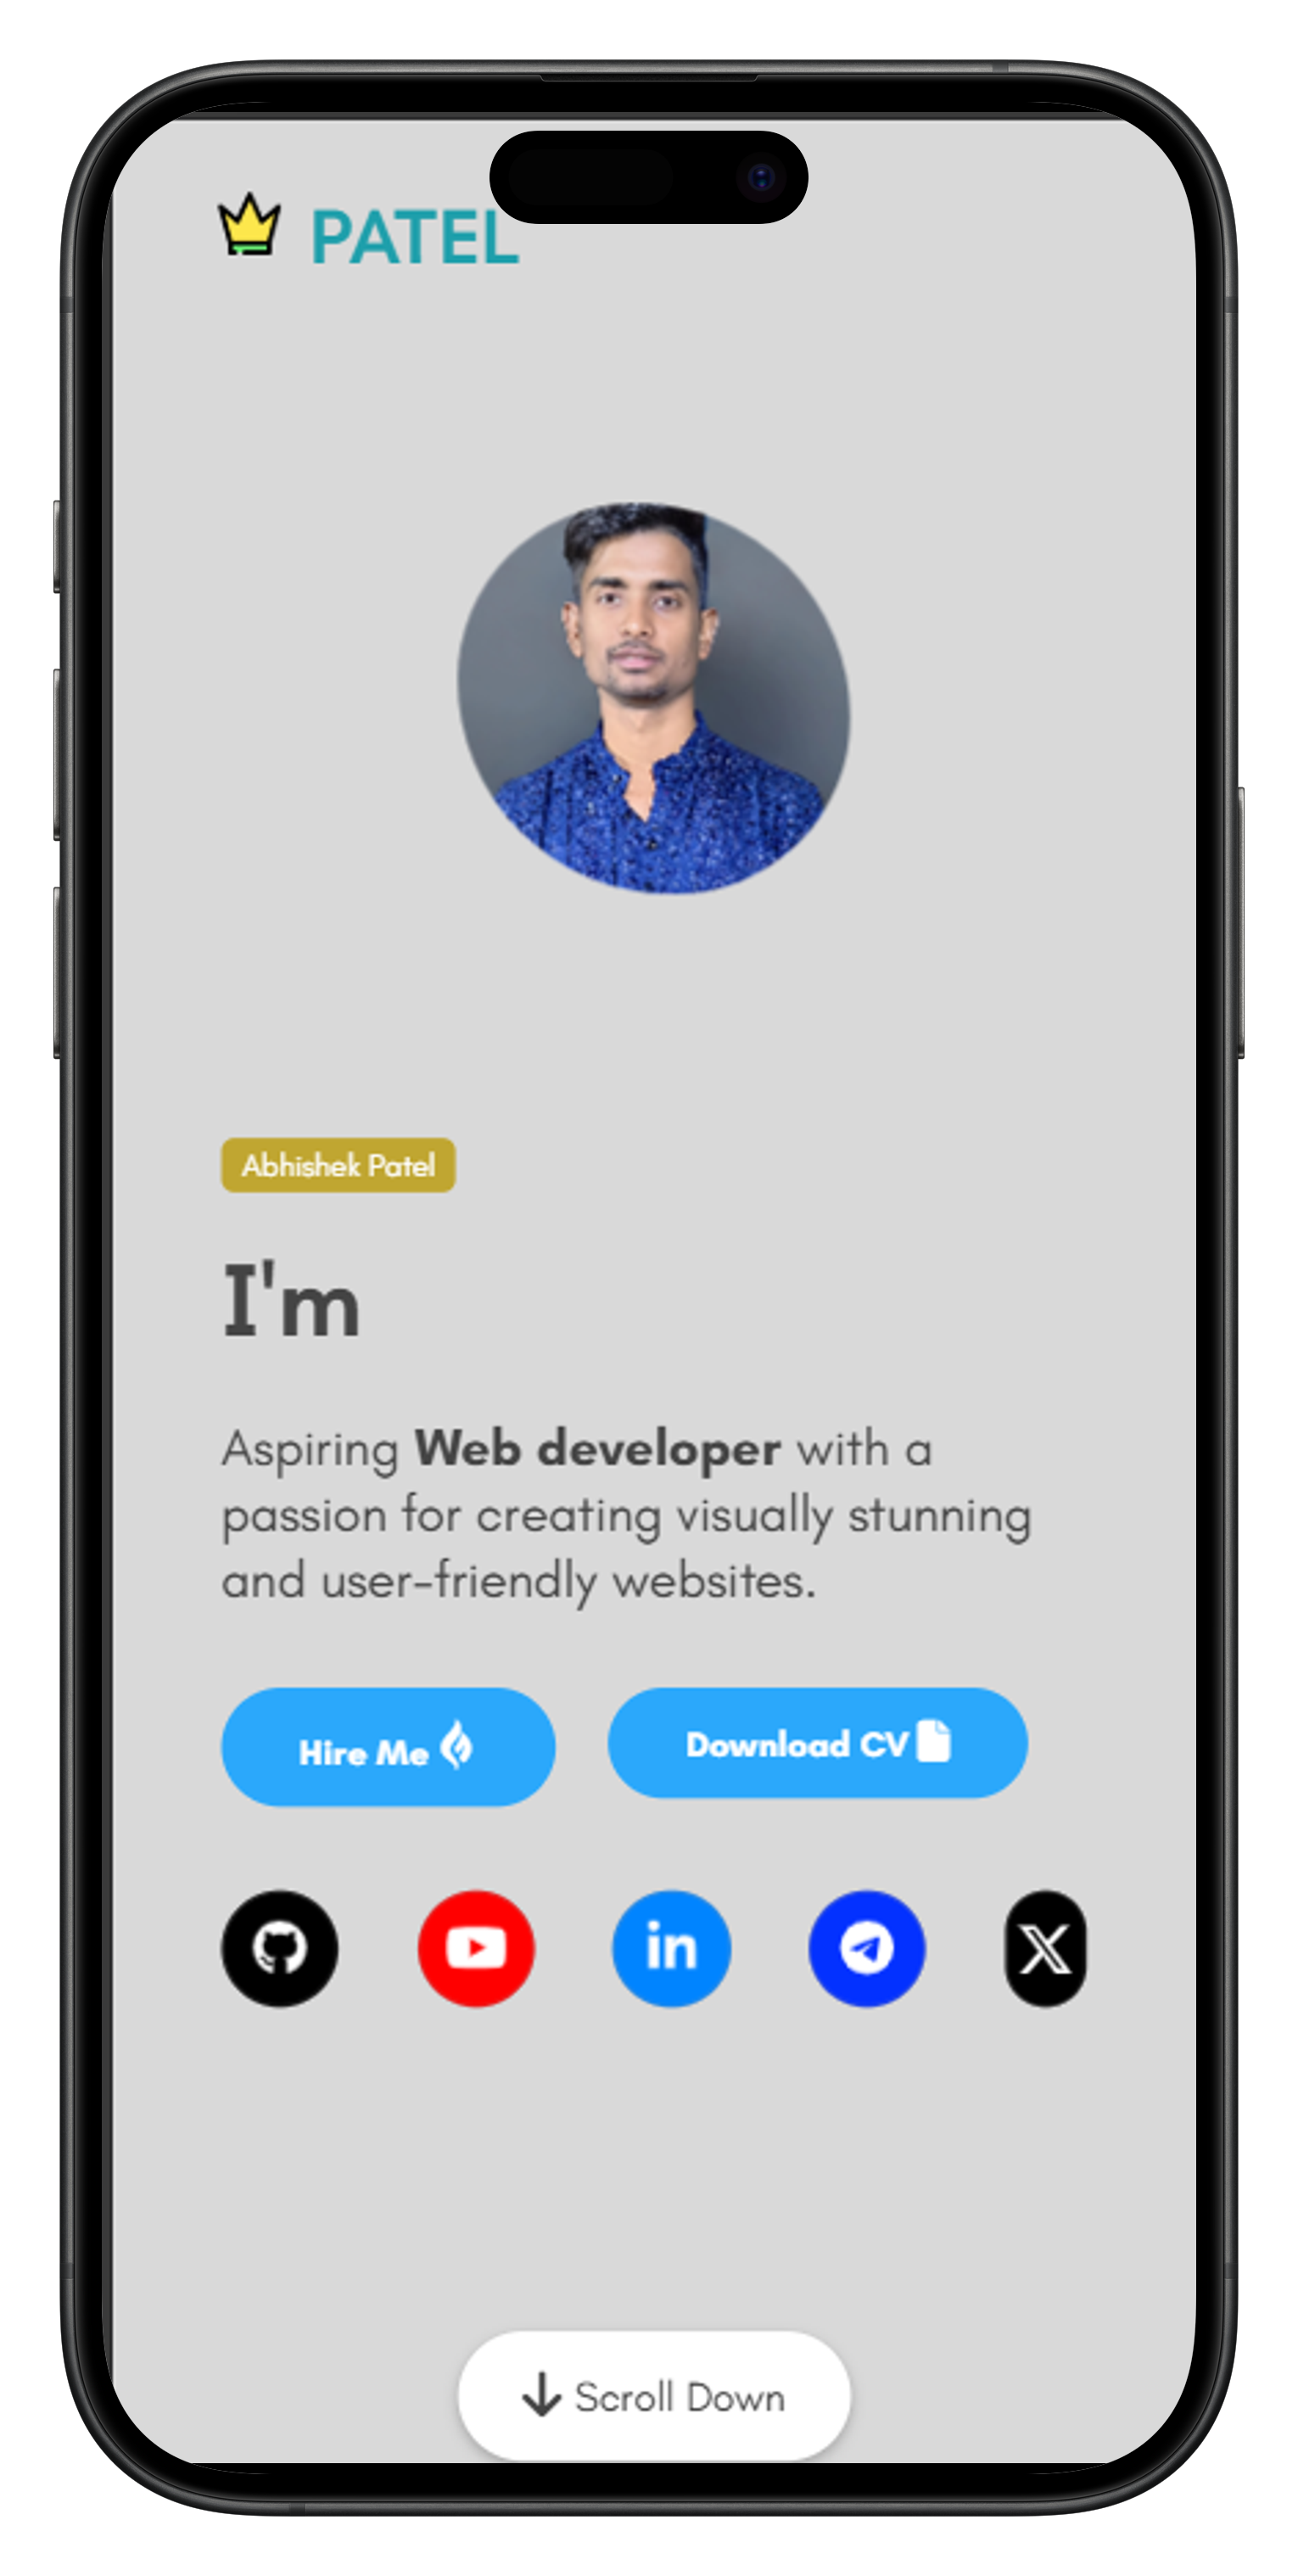 PATEL
Abhishek Patel
I'm
Aspiring Web developer with a
passion for creating visually stunning
and user-friendly websites.
Hire Me
Download CV
in
X
Scroll Down